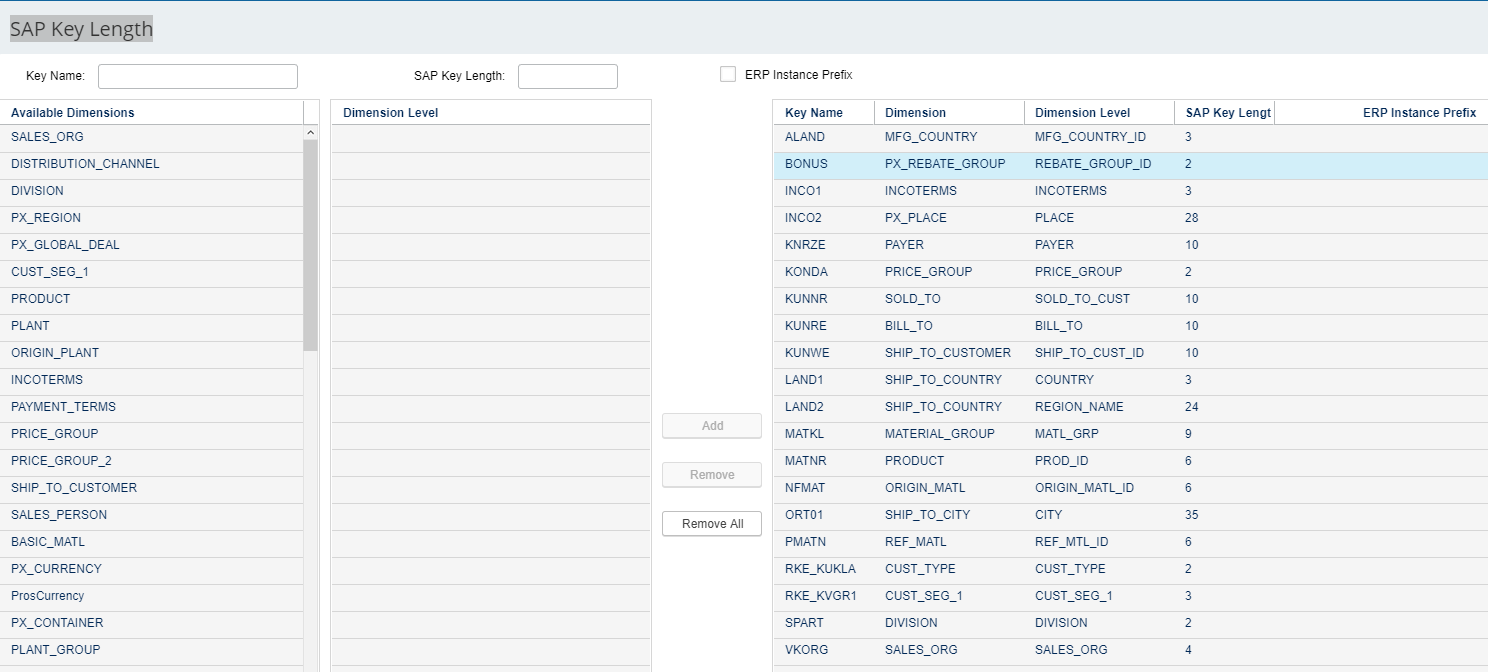 SAP Key Length
Key Name: SAP Key Length: ERP Instance Prefix
Available Dimensions
SALES_ORG
DISTRIBUTION_CHANNEL
DIVISION
PX_REGION
PX_GLOBAL_DEAL
CUST_SEG_1
PRODUCT
PLANT
ORIGIN_PLANT
INCOTERMS
PAYMENT_TERMS
PRICE_GROUP
PRICE_GROUP_2
SHIP_TO_CUSTOMER
SALES_PERSON
BASIC_MATL
PX_CURRENCY
ProsCurrency
PX_CONTAINER
PLANT_GROUP
Dimension Level
Add
Remove
Remove All
Key Name Dimension Dimension Level SAP Key Lengt ERP Instance Prefix
ALAND MFG_COUNTRY MFG_COUNTRY_ID 3
BONUS PX_REBATE_GROUP REBATE_GROUP_ID 2
INCO1 INCOTERMS INCOTERMS 3
INCO2 PX_PLACE PLACE 28
KNRZE PAYER PAYER 10
KONDA PRICE_GROUP PRICE_GROUP 2
KUNNR SOLD_TO SOLD_TO_CUST 10
KUNRE BILL_TO BILL_TO 10
KUNWE SHIP_TO_CUSTOMER SHIP_TO_CUST_ID 10
LAND1 SHIP_TO_COUNTRY COUNTRY 3
LAND2 SHIP_TO_COUNTRY REGION_NAME 24
MATKL MATERIAL_GROUP MATL_GRP 9
MATNR PRODUCT PROD_ID 6
NFMAT ORIGIN_MATL ORIGIN_MATL_ID 6
ORT01 SHIP_TO_CITY CITY 35
PMATN REF_MATL REF_MTL_ID 6
RKE_KUKLA CUST_TYPE CUST_TYPE 2
RKE_KVGR1 CUST_SEG_1 CUST_SEG_1 3
SPART DIVISION DIVISION 2
VKORG SALES_ORG SALES_ORG 4